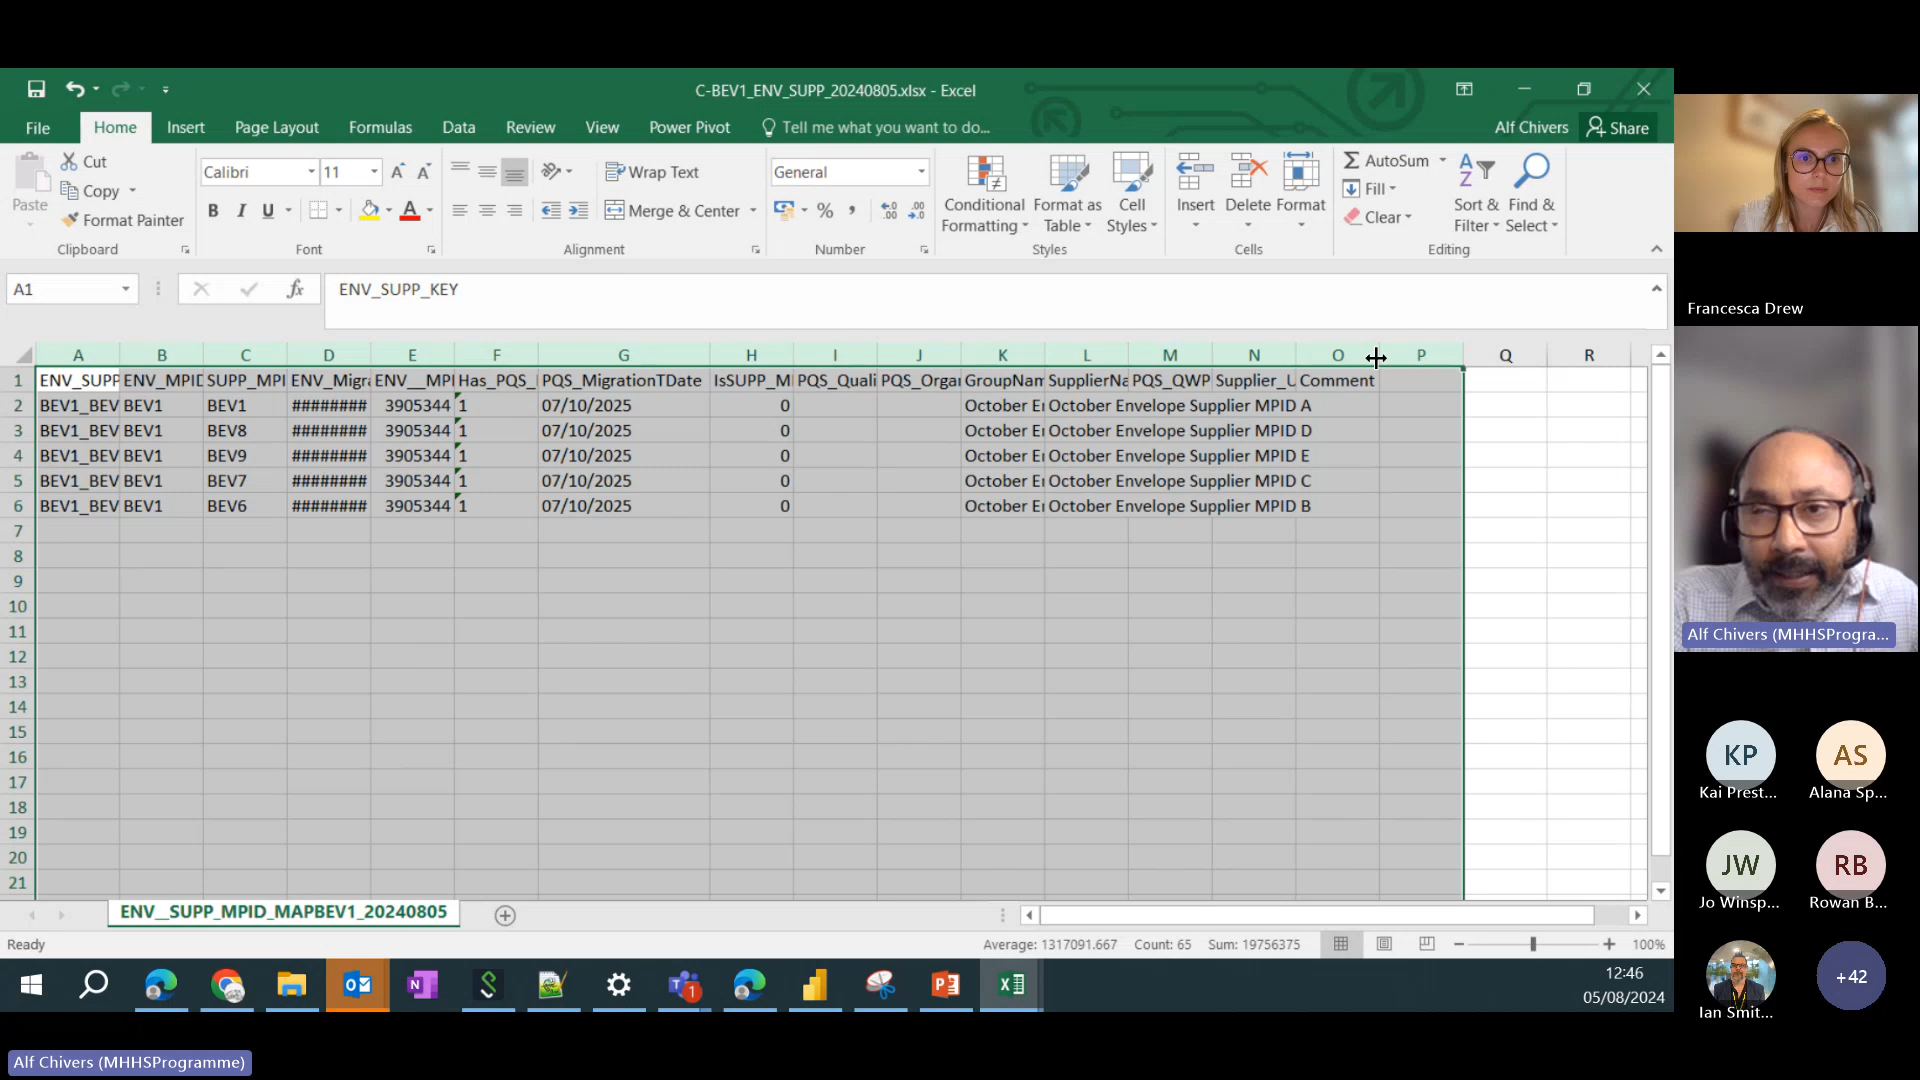 C-BEV1_ENV_SUPP_20240805.xlsx - Excel
File Home Insert Page Layout Formulas Data Review View Power Pivot Tell me what you want to do... Alf Chivers Share
Paste
Cut
Copy
Format Painter
Clipboard
Calibri 11
B I U
Font
Wrap Text
Merge & Center
Alignment
General
%
Number
Conditional Formatting
Format as Table
Cell Styles
Styles
Insert Delete Format
Cells
AutoSum
Fill
Clear
Sort & Filter
Find & Select
Editing
A1 fx ENV_SUPP_KEY
A B C D E F G H I J K L M N O P Q R
1 ENV_SUPP ENV_MPID SUPP_MPI ENV_Migra ENV__MPI Has_PQS_ PQS_MigrationTDate IsSUPP_M PQS_Quali PQS_Orga GroupNam SupplierNa PQS_QWP Supplier_U Comment
2 BEV1_BEV BEV1 BEV1 ######## 3905344 1 07/10/2025 0 October E October Envelope Supplier MPID A
3 BEV1_BEV BEV1 BEV8 ######## 3905344 1 07/10/2025 0 October E October Envelope Supplier MPID D
4 BEV1_BEV BEV1 BEV9 ######## 3905344 1 07/10/2025 0 October E October Envelope Supplier MPID E
5 BEV1_BEV BEV1 BEV7 ######## 3905344 1 07/10/2025 0 October E October Envelope Supplier MPID C
6 BEV1_BEV BEV1 BEV6 ######## 3905344 1 07/10/2025 0 October E October Envelope Supplier MPID B
7
8
9
10
11
12
13
14
15
16
17
18
19
20
21
ENV__SUPP_MPID_MAPBEV1_20240805
Ready Average: 1317091.667 Count: 65 Sum: 19756375 100%
12:46
05/08/2024
Alf Chivers (MHHSProgramme)
Francesca Drew
Alf Chivers (MHHSProgra...
KP AS
Kai Prest... Alana Sp...
JW RB
Jo Winsp... Rowan B...
+42
Ian Smit...